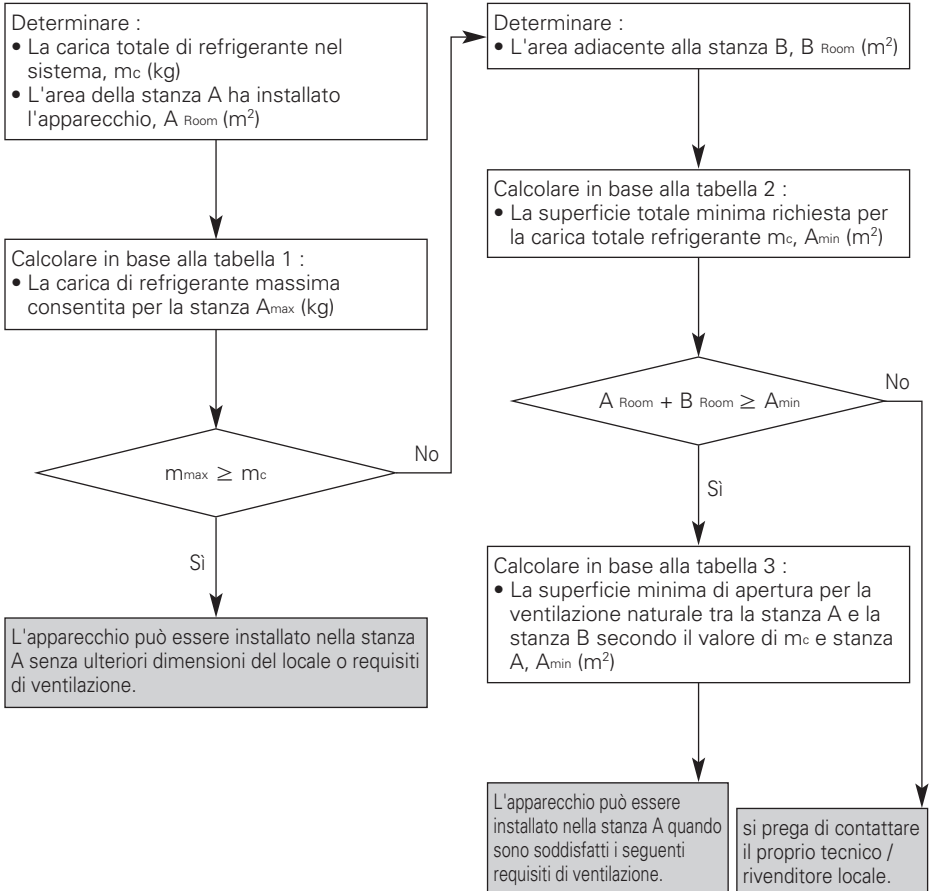 Determinare :
• La carica totale di refrigerante nel
sistema, mc (kg)
• L'area della stanza A ha installato
l'apparecchio, A Room (m²)
Calcolare in base alla tabella 1 :
• La carica di refrigerante massima
consentita per la stanza Amax (kg)
mmax ≥ mc
No
Sì
L'apparecchio può essere installato nella stanza
A senza ulteriori dimensioni del locale o requisiti
di ventilazione.
Determinare :
• L'area adiacente alla stanza B, B Room (m²)
Calcolare in base alla tabella 2 :
• La superficie totale minima richiesta per
la carica totale refrigerante mc, Amin (m²)
A Room + B Room ≥ Amin
No
Sì
Calcolare in base alla tabella 3 :
• La superficie minima di apertura per la
ventilazione naturale tra la stanza A e la
stanza B secondo il valore di mc e stanza
A, Amin (m²)
L'apparecchio può essere
installato nella stanza A quando
sono soddisfatti i seguenti
requisiti di ventilazione.
si prega di contattare
il proprio tecnico /
rivenditore locale.